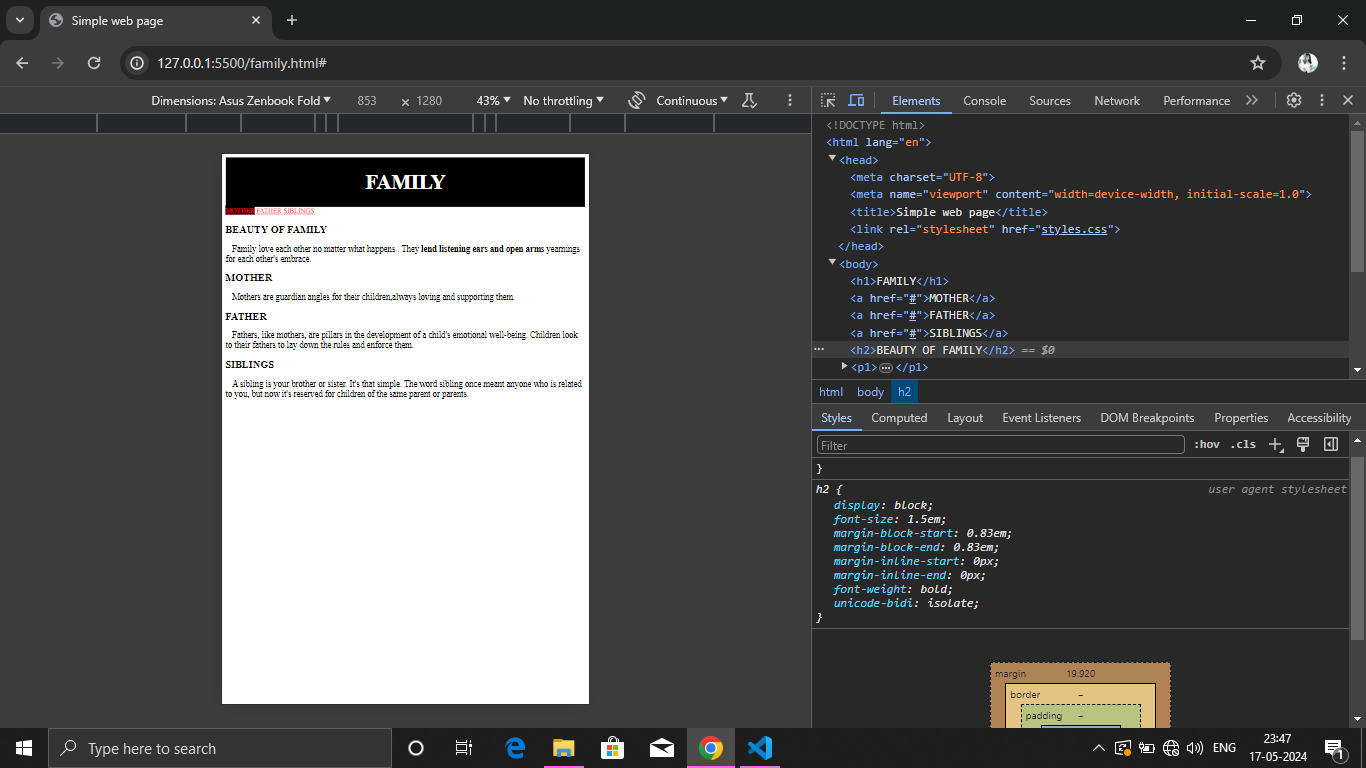 Simple web page
127.0.0.1:5500/family.html#
Dimensions: Asus Zenbook Fold 853 × 1280 43% No throttling Continuous
Elements Console Sources Network Performance
FAMILY
MOTHER FATHER SIBLINGS
BEAUTY OF FAMILY
Family love each other no matter what happens . They lend listening ears and open arms yearnings
for each other's embrace.
MOTHER
Mothers are guardian angles for their children,always loving and supporting them.
FATHER
Fathers, like mothers, are pillars in the development of a child's emotional well-being. Children look
to their fathers to lay down the rules and enforce them.
SIBLINGS
A sibling is your brother or sister. It's that simple. The word sibling once meant anyone who is related
to you, but now it's reserved for children of the same parent or parents.
<!DOCTYPE html>
<html lang="en">
<head>
<meta charset="UTF-8">
<meta name="viewport" content="width=device-width, initial-scale=1.0">
<title>Simple web page</title>
<link rel="stylesheet" href="styles.css">
</head>
<body>
<h1>FAMILY</h1>
<a href="#">MOTHER</a>
<a href="#">FATHER</a>
<a href="#">SIBLINGS</a>
<h2>BEAUTY OF FAMILY</h2> == $0
<p1>…</p1>
html body h2
Styles Computed Layout Event Listeners DOM Breakpoints Properties Accessibility
Filter :hov .cls
}
h2 { user agent stylesheet
display: block;
font-size: 1.5em;
margin-block-start: 0.83em;
margin-block-end: 0.83em;
margin-inline-start: 0px;
margin-inline-end: 0px;
font-weight: bold;
unicode-bidi: isolate;
}
margin 19.920
border –
padding –
Type here to search
ENG
23:47
17-05-2024
1